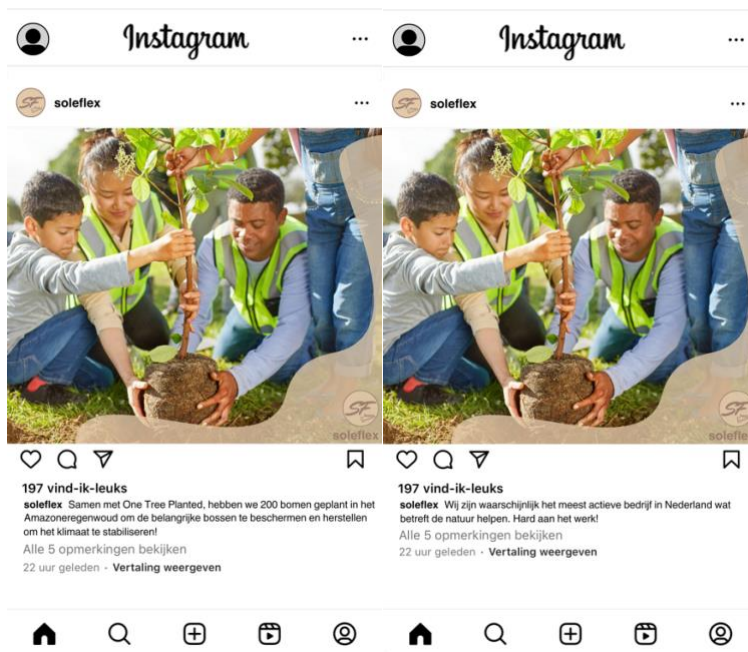 Instagram
SF soleflex
soleflex
197 vind-ik-leuks
soleflex Samen met One Tree Planted, hebben we 200 bomen geplant in het
Amazoneregenwoud om de belangrijke bossen te beschermen en herstellen
om het klimaat te stabiliseren!
Alle 5 opmerkingen bekijken
22 uur geleden · Vertaling weergeven
Instagram
SF soleflex
soleflex
197 vind-ik-leuks
soleflex Wij zijn waarschijnlijk het meest actieve bedrijf in Nederland wat
betreft de natuur helpen. Hard aan het werk!
Alle 5 opmerkingen bekijken
22 uur geleden · Vertaling weergeven